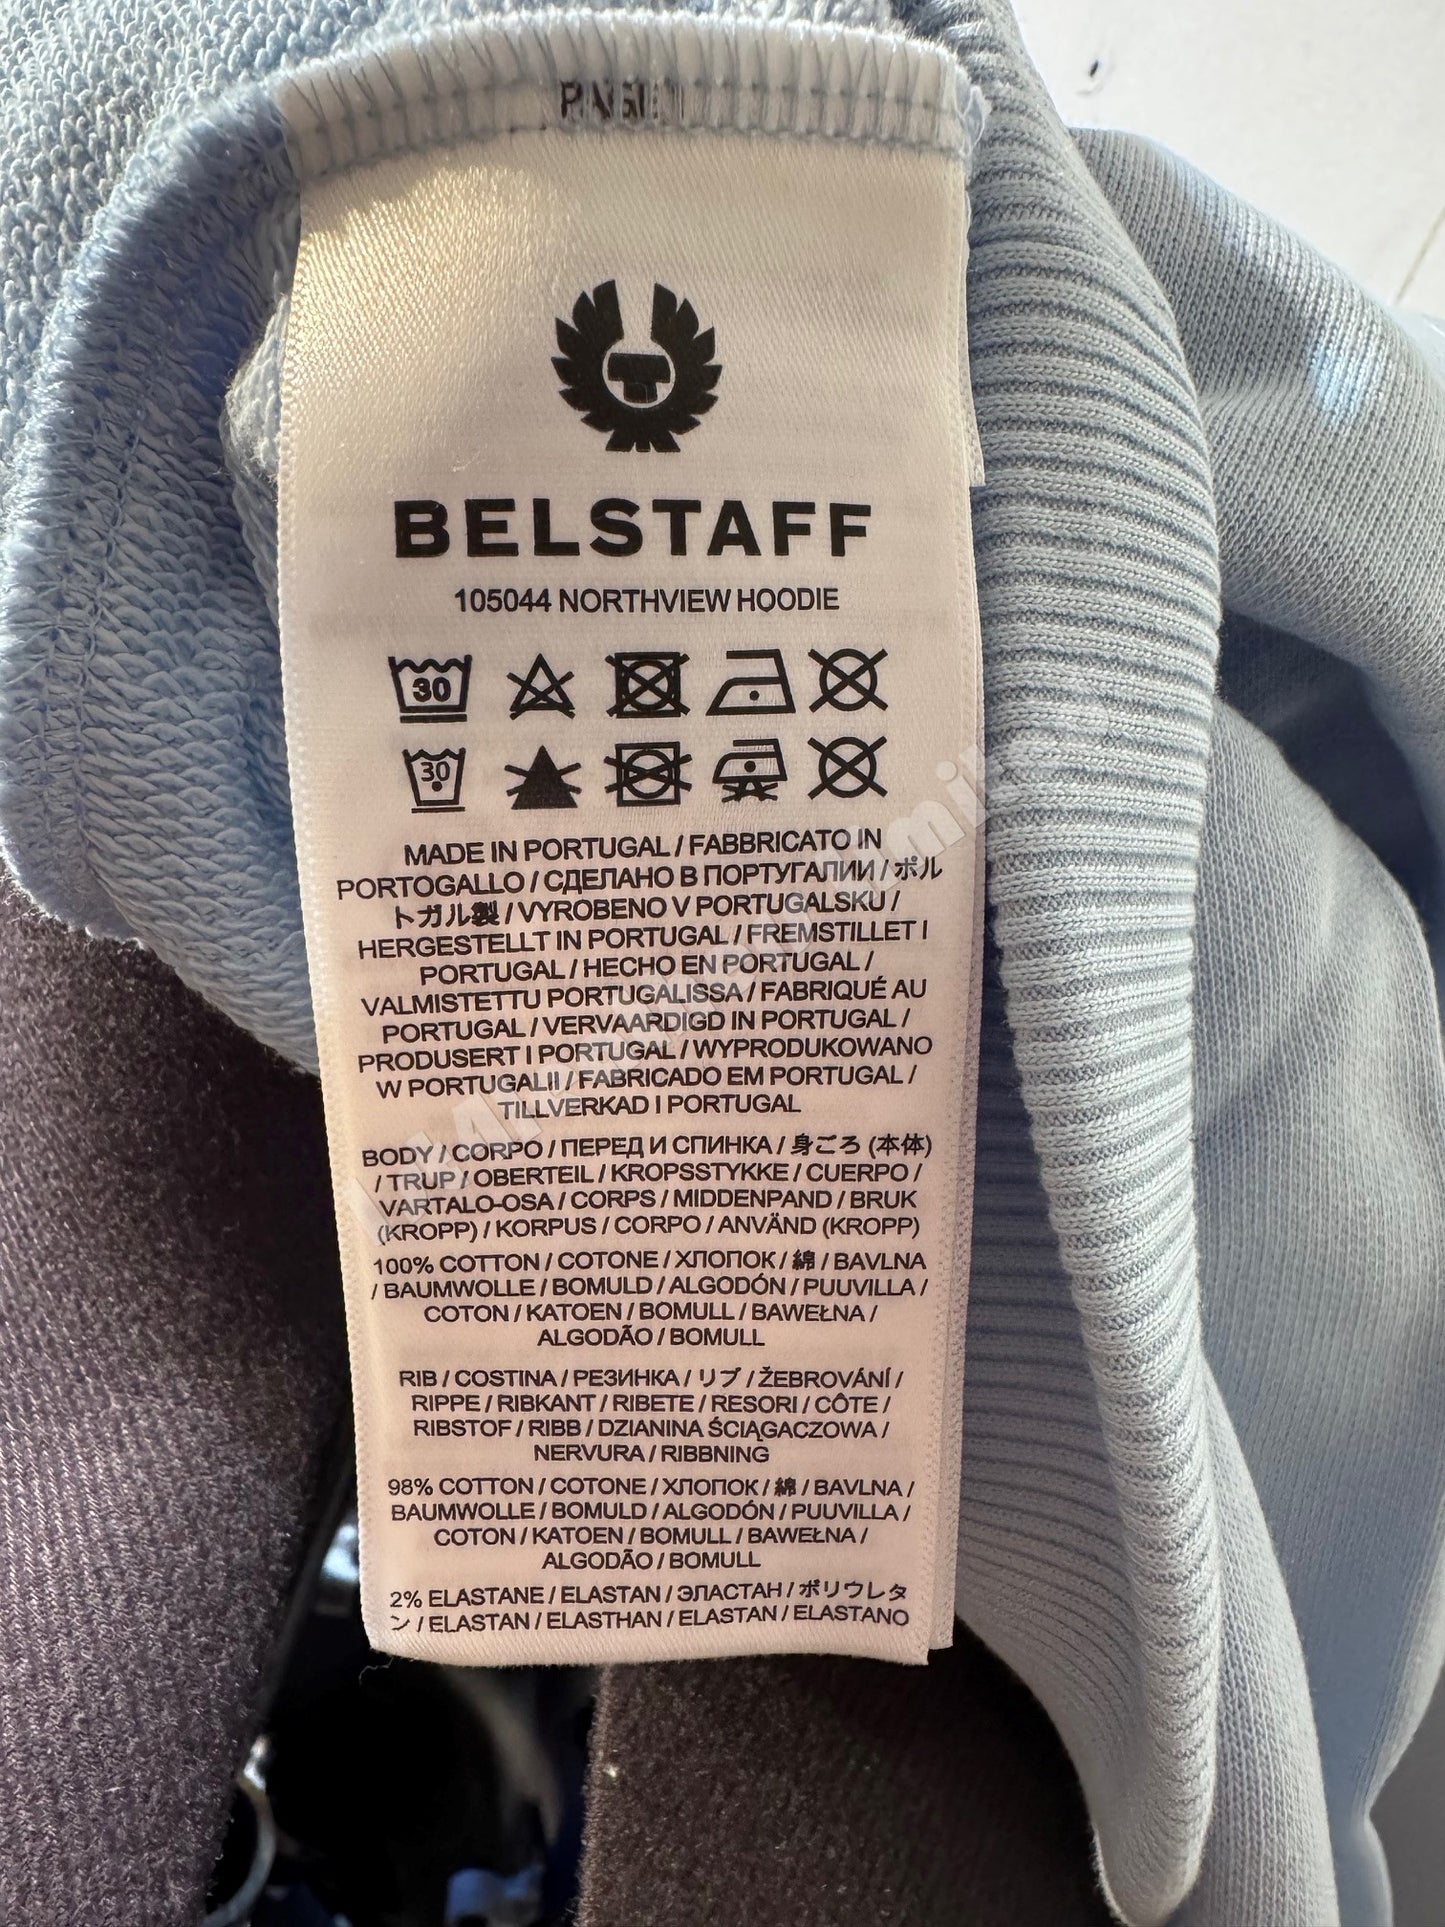 BELSTAFF
105044 NORTHVIEW HOODIE
30
30
MADE IN PORTUGAL / FABBRICATO IN
PORTOGALLO / СДЕЛАНО В ПОРТУГАЛИИ / ポル
トガル製 / VYROBENO V PORTUGALSKU /
HERGESTELLT IN PORTUGAL / FREMSTILLET I
PORTUGAL / HECHO EN PORTUGAL /
VALMISTETTU PORTUGALISSA / FABRIQUÉ AU
PORTUGAL / VERVAARDIGD IN PORTUGAL /
PRODUSERT I PORTUGAL / WYPRODUKOWANO
W PORTUGALII / FABRICADO EM PORTUGAL /
TILLVERKAD I PORTUGAL
BODY / CORPO / ПЕРЕД И СПИНКА / 身ごろ (本体)
/ TRUP / OBERTEIL / KROPSSTYKKE / CUERPO /
VARTALO-OSA / CORPS / MIDDENPAND / BRUK
(KROPP) / KORPUS / CORPO / ANVÄND (KROPP)
100% COTTON / COTONE / ХЛОПОК / 綿 / BAVLNA
/ BAUMWOLLE / BOMULD / ALGODÓN / PUUVILLA /
COTON / KATOEN / BOMULL / BAWEŁNA /
ALGODÃO / BOMULL
RIB / COSTINA / РЕЗИНКА / リブ / ŽEBROVÁNÍ /
RIPPE / RIBKANT / RIBETE / RESORI / CÔTE /
RIBSTOF / RIBB / DZIANINA ŚCIĄGACZOWA /
NERVURA / RIBBNING
98% COTTON / COTONE / ХЛОПОК / 綿 / BAVLNA /
BAUMWOLLE / BOMULD / ALGODÓN / PUUVILLA /
COTON / KATOEN / BOMULL / BAWEŁNA /
ALGODÃO / BOMULL
2% ELASTANE / ELASTAN / ЭЛАСТАН / ポリウレタ
ン / ELASTAN / ELASTHAN / ELASTAN / ELASTANO